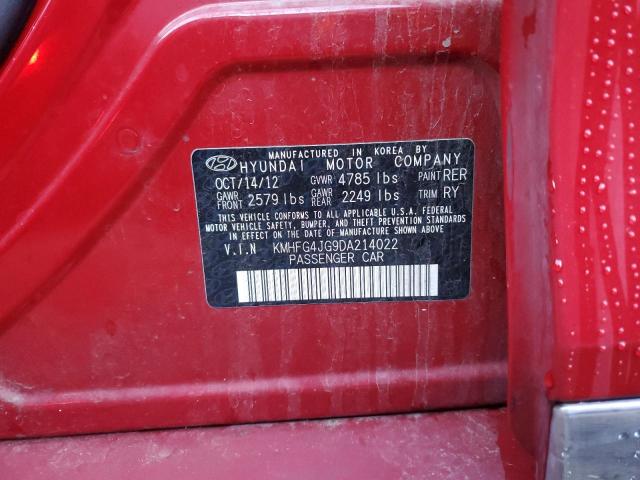 MANUFACTURED IN KOREA BY
HYUNDAI MOTOR COMPANY
OCT/14/12 GVWR 4785 lbs PAINT RER
GAWR FRONT 2579 lbs GAWR REAR 2249 lbs TRIM RY
THIS VEHICLE CONFORMS TO ALL APPLICABLE U.S.A. FEDERAL
MOTOR VEHICLE SAFETY, BUMPER, AND THEFT PREVENTION STANDARDS
IN EFFECT ON THE DATE OF MANUFACTURE SHOWN ABOVE.
V.I.N KMHFG4JG9DA214022
PASSENGER CAR